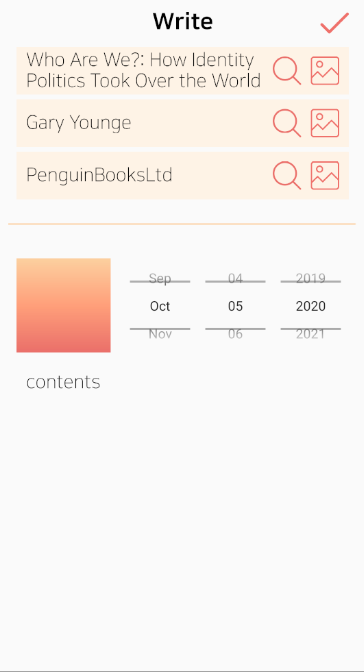 Write
Who Are We?: How Identity
Politics Took Over the World
Gary Younge
PenguinBooksLtd
Sep 04 2019
Oct 05 2020
Nov 06 2021
contents